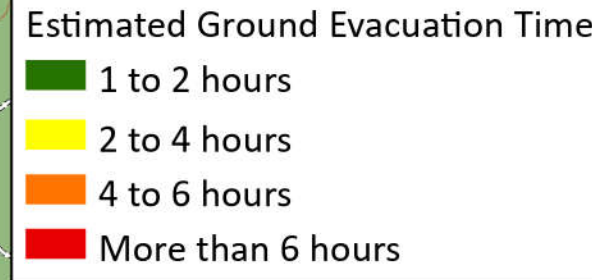 Estimated Ground Evacuation Time
1 to 2 hours
2 to 4 hours
4 to 6 hours
More than 6 hours